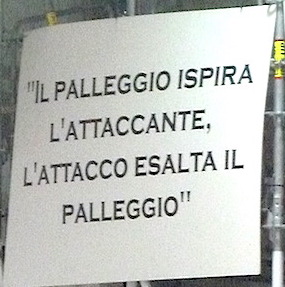 "IL PALLEGGIO ISPIRA
L'ATTACCANTE,
L'ATTACCO ESALTA IL
PALLEGGIO"